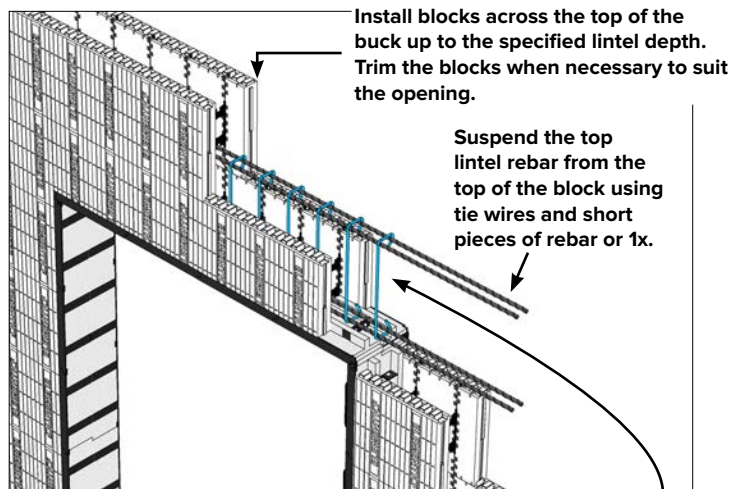 Install blocks across the top of the
buck up to the specified lintel depth.
Trim the blocks when necessary to suit
the opening.
Suspend the top
lintel rebar from the
top of the block using
tie wires and short
pieces of rebar or 1x.